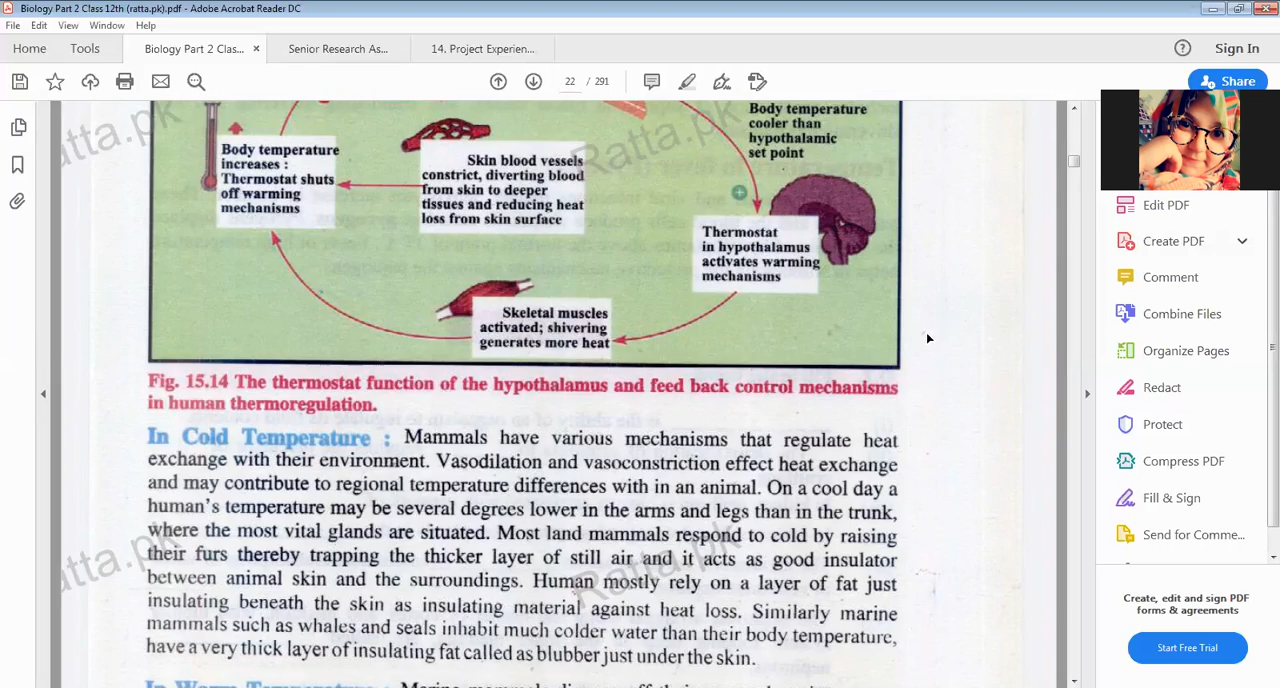 Biology Part 2 Class 12th (ratta.pk).pdf - Adobe Acrobat Reader DC
File Edit View Window Help
Home Tools Biology Part 2 Clas... × Senior Research As... 14. Project Experien... Sign In
22 / 291 Share
Body temperature
cooler than
hypothalamic
set point
Body temperature
increases :
Thermostat shuts
off warming
mechanisms
Skin blood vessels
constrict, diverting blood
from skin to deeper
tissues and reducing heat
loss from skin surface
Thermostat
in hypothalamus
activates warming
mechanisms
Skeletal muscles
activated; shivering
generates more heat
Fig. 15.14 The thermostat function of the hypothalamus and feed back control mechanisms
in human thermoregulation.
In Cold Temperature : Mammals have various mechanisms that regulate heat
exchange with their environment. Vasodilation and vasoconstriction effect heat exchange
and may contribute to regional temperature differences with in an animal. On a cool day a
human's temperature may be several degrees lower in the arms and legs than in the trunk,
where the most vital glands are situated. Most land mammals respond to cold by raising
their furs thereby trapping the thicker layer of still air and it acts as good insulator
between animal skin and the surroundings. Human mostly rely on a layer of fat just
insulating beneath the skin as insulating material against heat loss. Similarly marine
mammals such as whales and seals inhabit much colder water than their body temperature,
have a very thick layer of insulating fat called as blubber just under the skin.
In Warm Temperature :
Ratta.pk
Ratta.pk
Edit PDF
Create PDF
Comment
Combine Files
Organize Pages
Redact
Protect
Compress PDF
Fill & Sign
Send for Comme...
Create, edit and sign PDF
forms & agreements
Start Free Trial